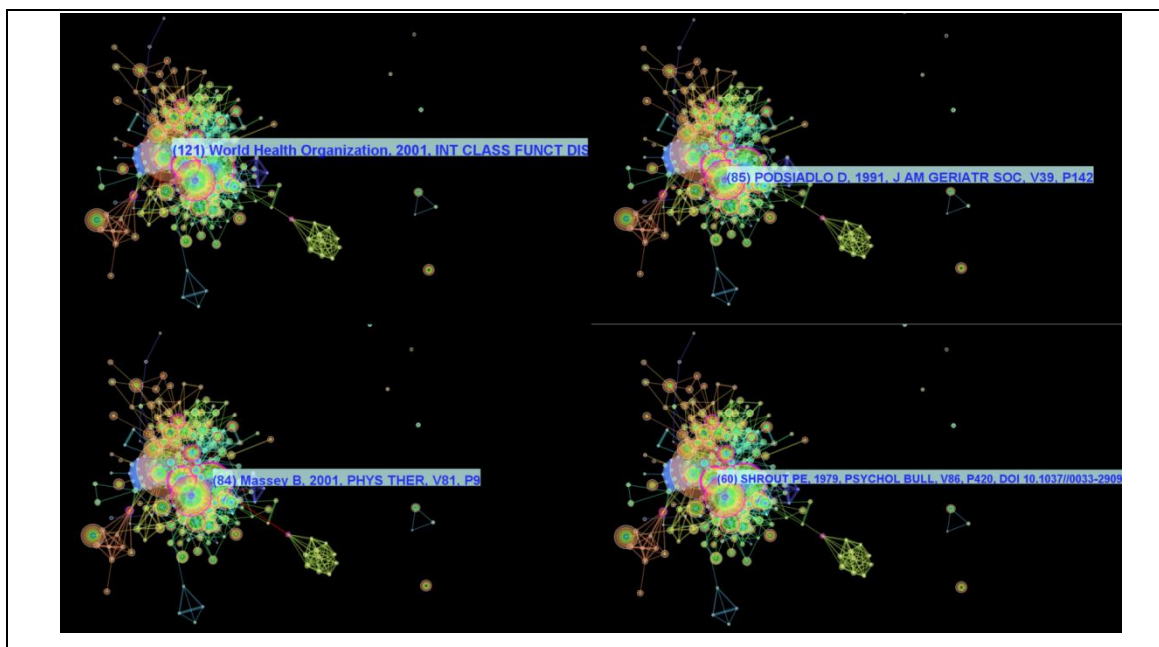 (121) World Health Organization, 2001, INT CLASS FUNCT DIS
(85) PODSIADLO D, 1991, J AM GERIATR SOC, V39, P142
(84) Massey B, 2001, PHYS THER, V81, P9
(60) SHROUT PE, 1979, PSYCHOL BULL, V86, P420, DOI 10.1037//0033-2909